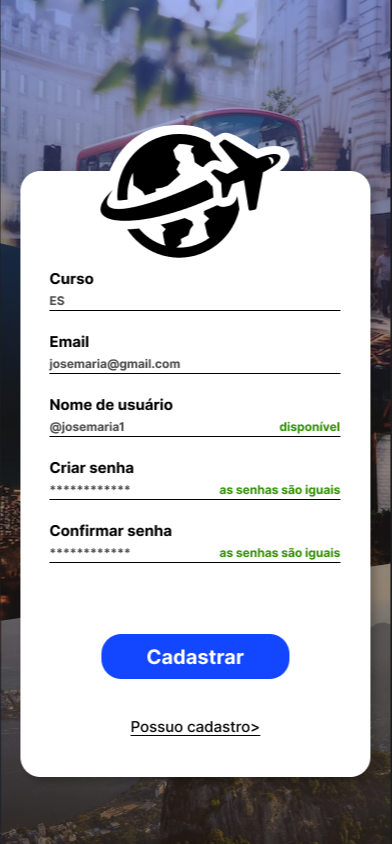 Curso
ES
Email
josemaria@gmail.com
Nome de usuário
@josemaria1 disponível
Criar senha
************ as senhas são iguais
Confirmar senha
************ as senhas são iguais
Cadastrar
Possuo cadastro>